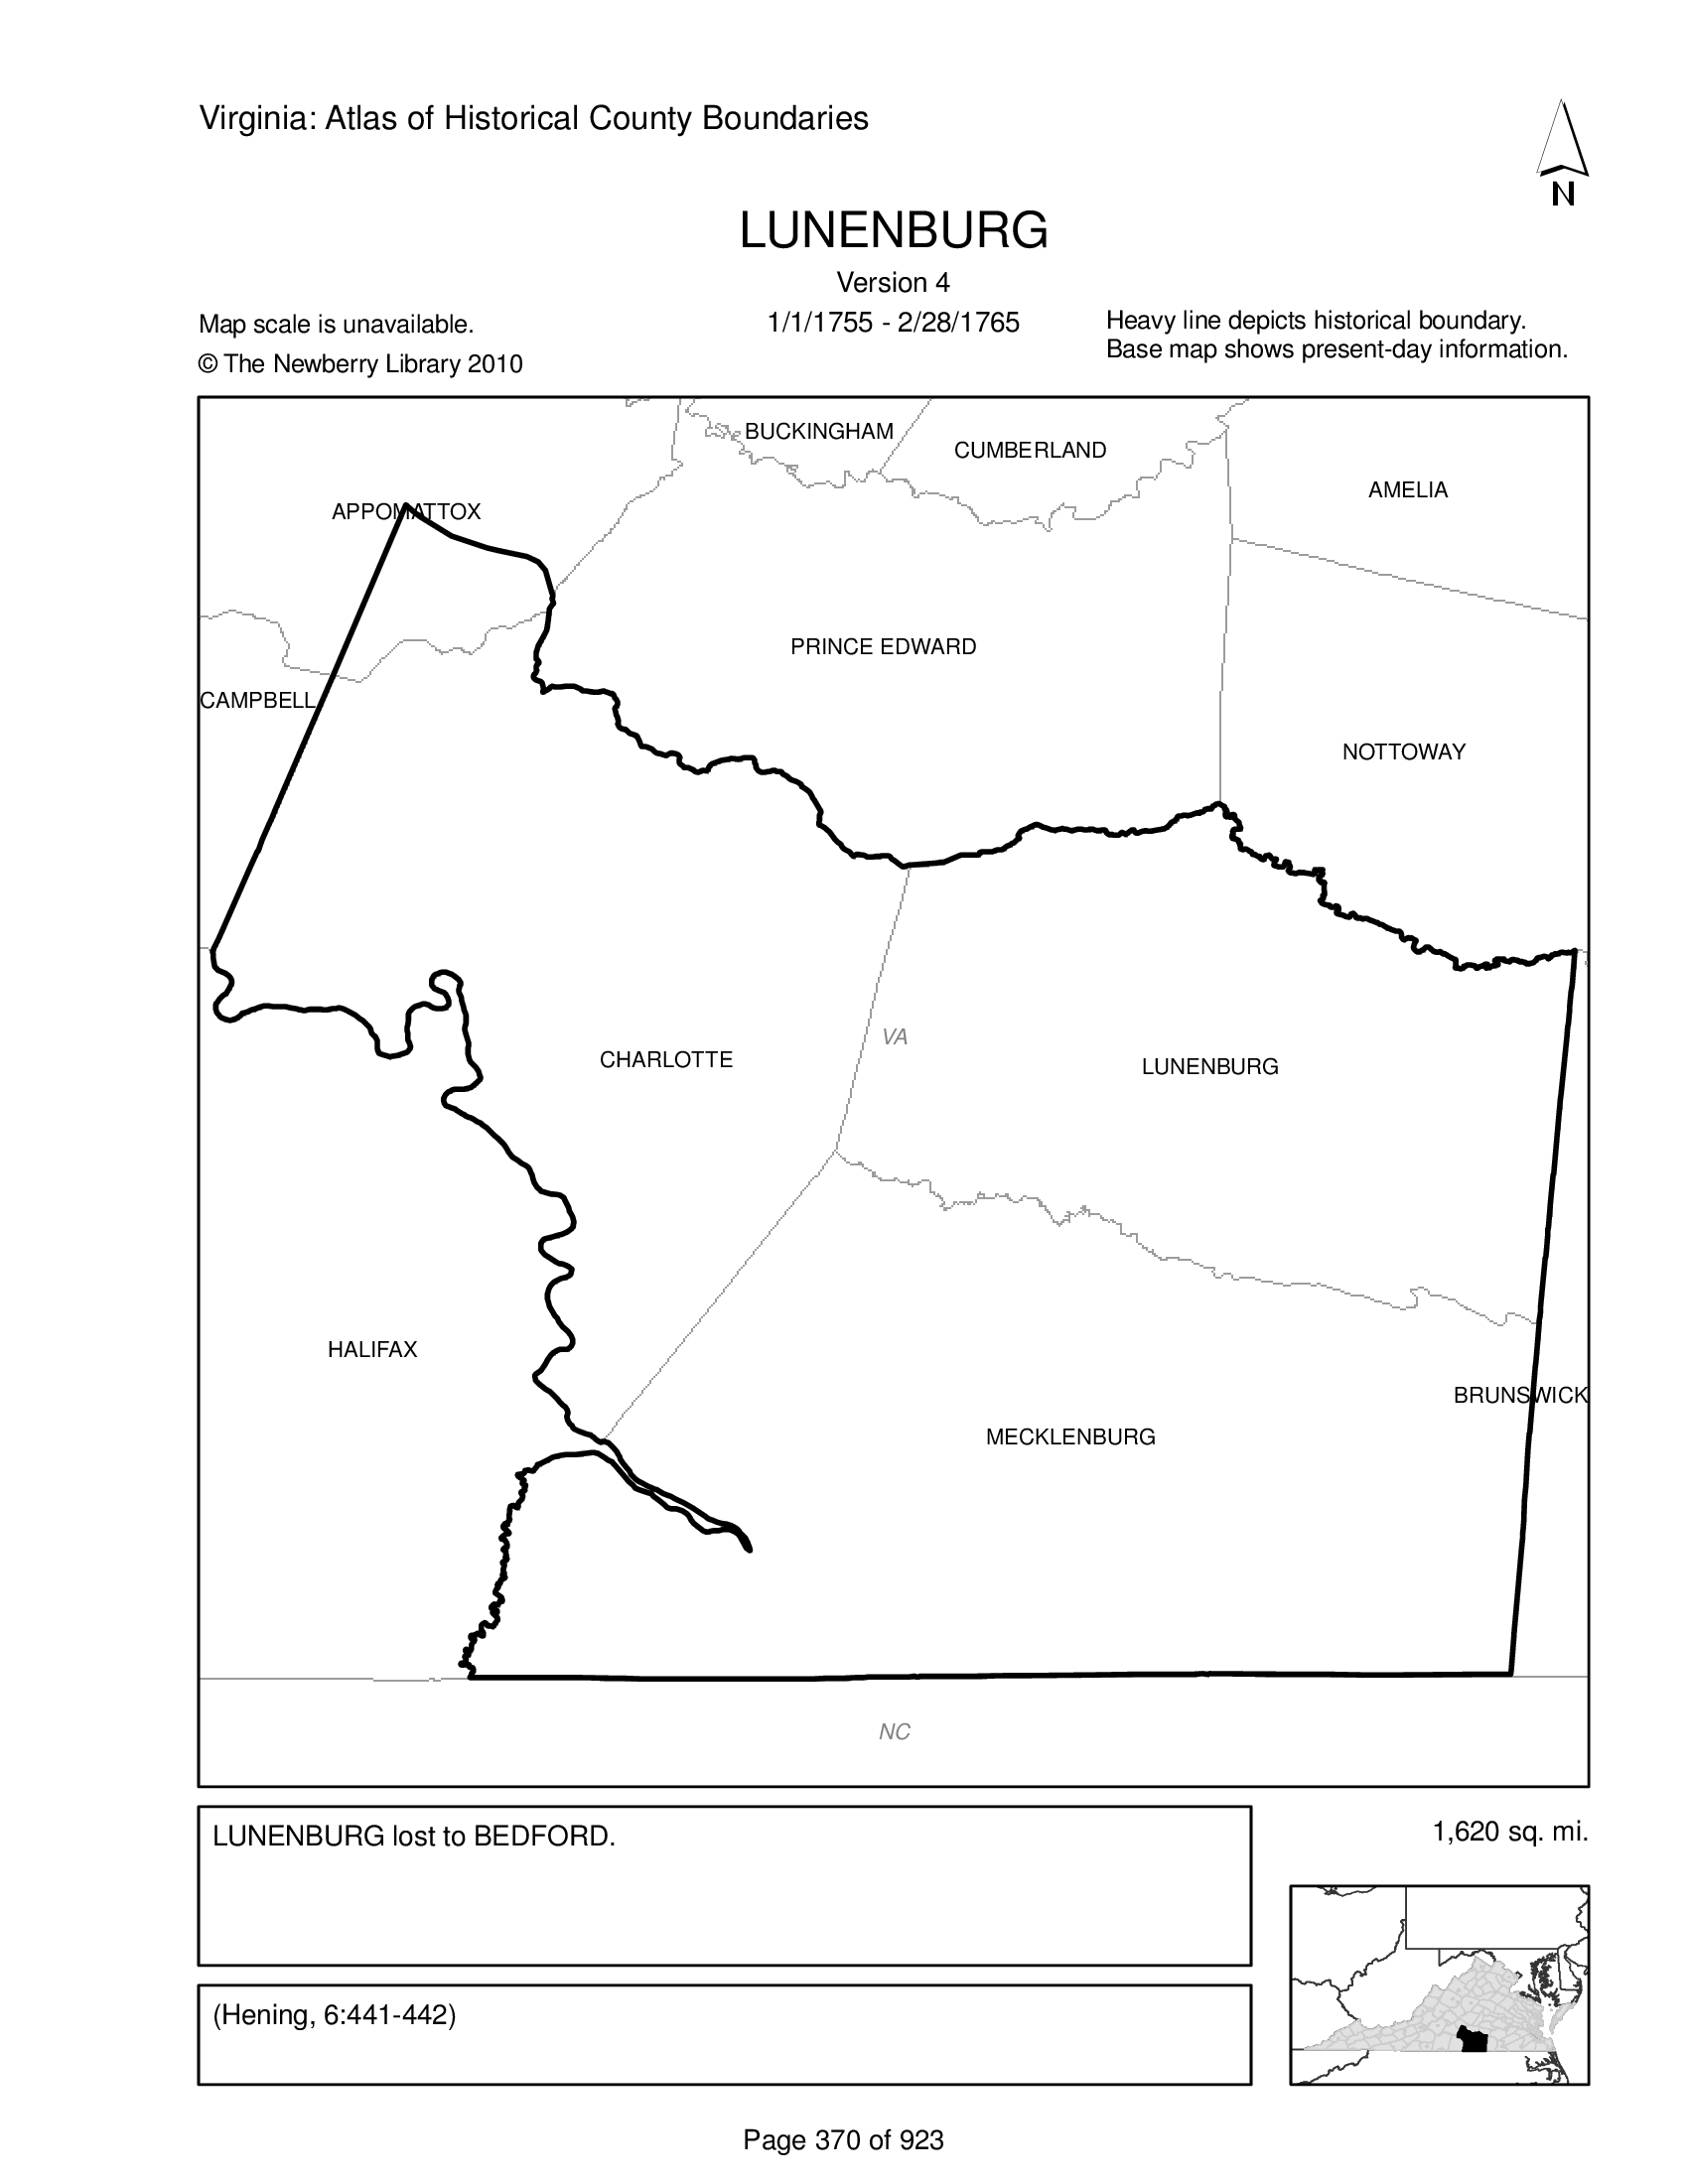 Virginia: Atlas of Historical County Boundaries
N
LUNENBURG
Version 4
1/1/1755 - 2/28/1765
Map scale is unavailable.
© The Newberry Library 2010
Heavy line depicts historical boundary.
Base map shows present-day information.
BUCKINGHAM
CUMBERLAND
AMELIA
APPOMATTOX
PRINCE EDWARD
CAMPBELL
NOTTOWAY
VA
CHARLOTTE
LUNENBURG
HALIFAX
BRUNSWICK
MECKLENBURG
NC
LUNENBURG lost to BEDFORD.
1,620 sq. mi.
(Hening, 6:441-442)
Page 370 of 923